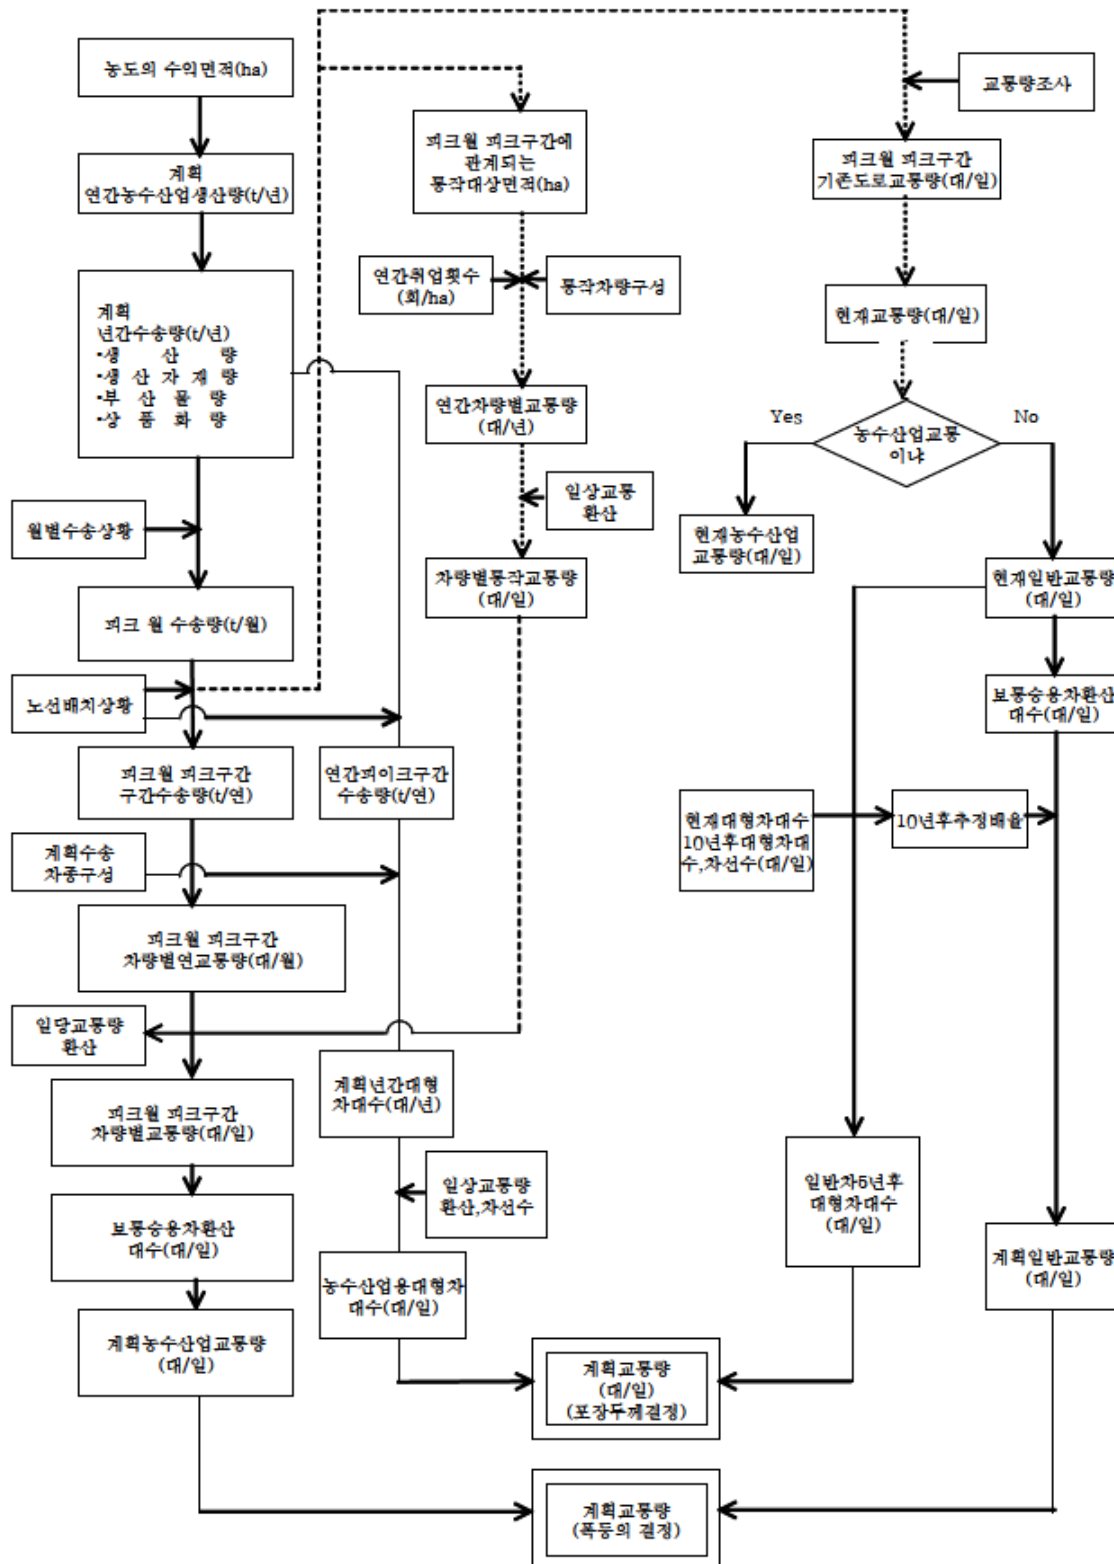 농도의 수익면적(ha)
계획
연간농수산업생산량(t/년)
계획
년간수송량(t/년)
·생 산 량
·생 산 자 재 량
·부 산 물 량
·상 품 화 량
월별수송상황
피크 월 수송량(t/월)
노선배치상황
피크월 피크구간
구간수송량(t/연)
계획수송
차종구성
피크월 피크구간
차량별연교통량(대/월)
일당교통량
환산
피크월 피크구간
차량별교통량(대/일)
보통승용차환산
대수(대/일)
계획농수산업교통량
(대/일)
연간피이크구간
수송량(t/연)
계획년간대형
차대수(대/년)
일상교통량
환산,차선수
농수산업용대형차
대수(대/일)
피크월 피크구간에
관계되는
통작대상면적(ha)
연간취업횟수
(회/ha)
통작차량구성
연간차량별교통량
(대/년)
일상교통
환산
차량별통작교통량
(대/일)
교통량조사
피크월 피크구간
기존도로교통량(대/일)
현재교통량(대/일)
농수산업교통
이냐
Yes
No
현재농수산업
교통량(대/일)
현재일반교통량
(대/일)
보통승용차환산
대수(대/일)
현재대형차대수
10년후대형차대
수,차선수(대/일)
10년후추정배율
일반차5년후
대형차대수
(대/일)
계획일반교통량
(대/일)
계획교통량
(대/일)
(포장두께결정)
계획교통량
(폭등의 결정)